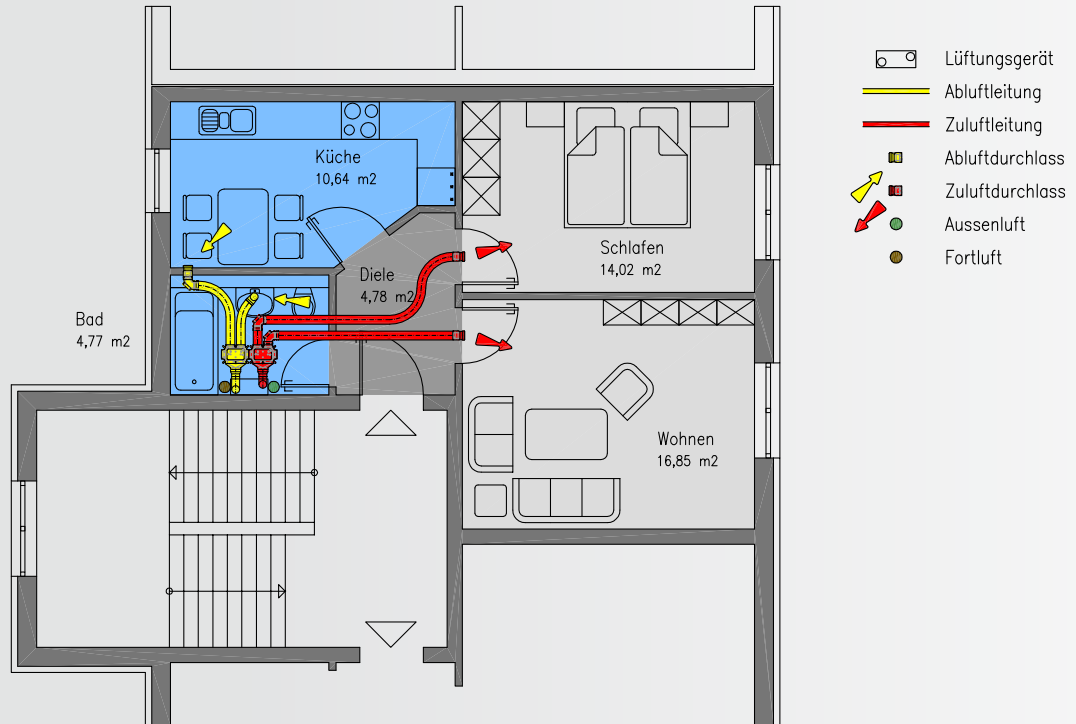 Küche
10,64 m2
Schlafen
14,02 m2
Diele
4,78 m2
Bad
4,77 m2
Wohnen
16,85 m2
Lüftungsgerät
Abluftleitung
Zuluftleitung
Abluftdurchlass
Zuluftdurchlass
Aussenluft
Fortluft